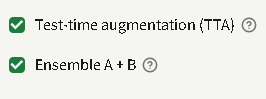 Test-time augmentation (TTA) ?
Ensemble A + B ?